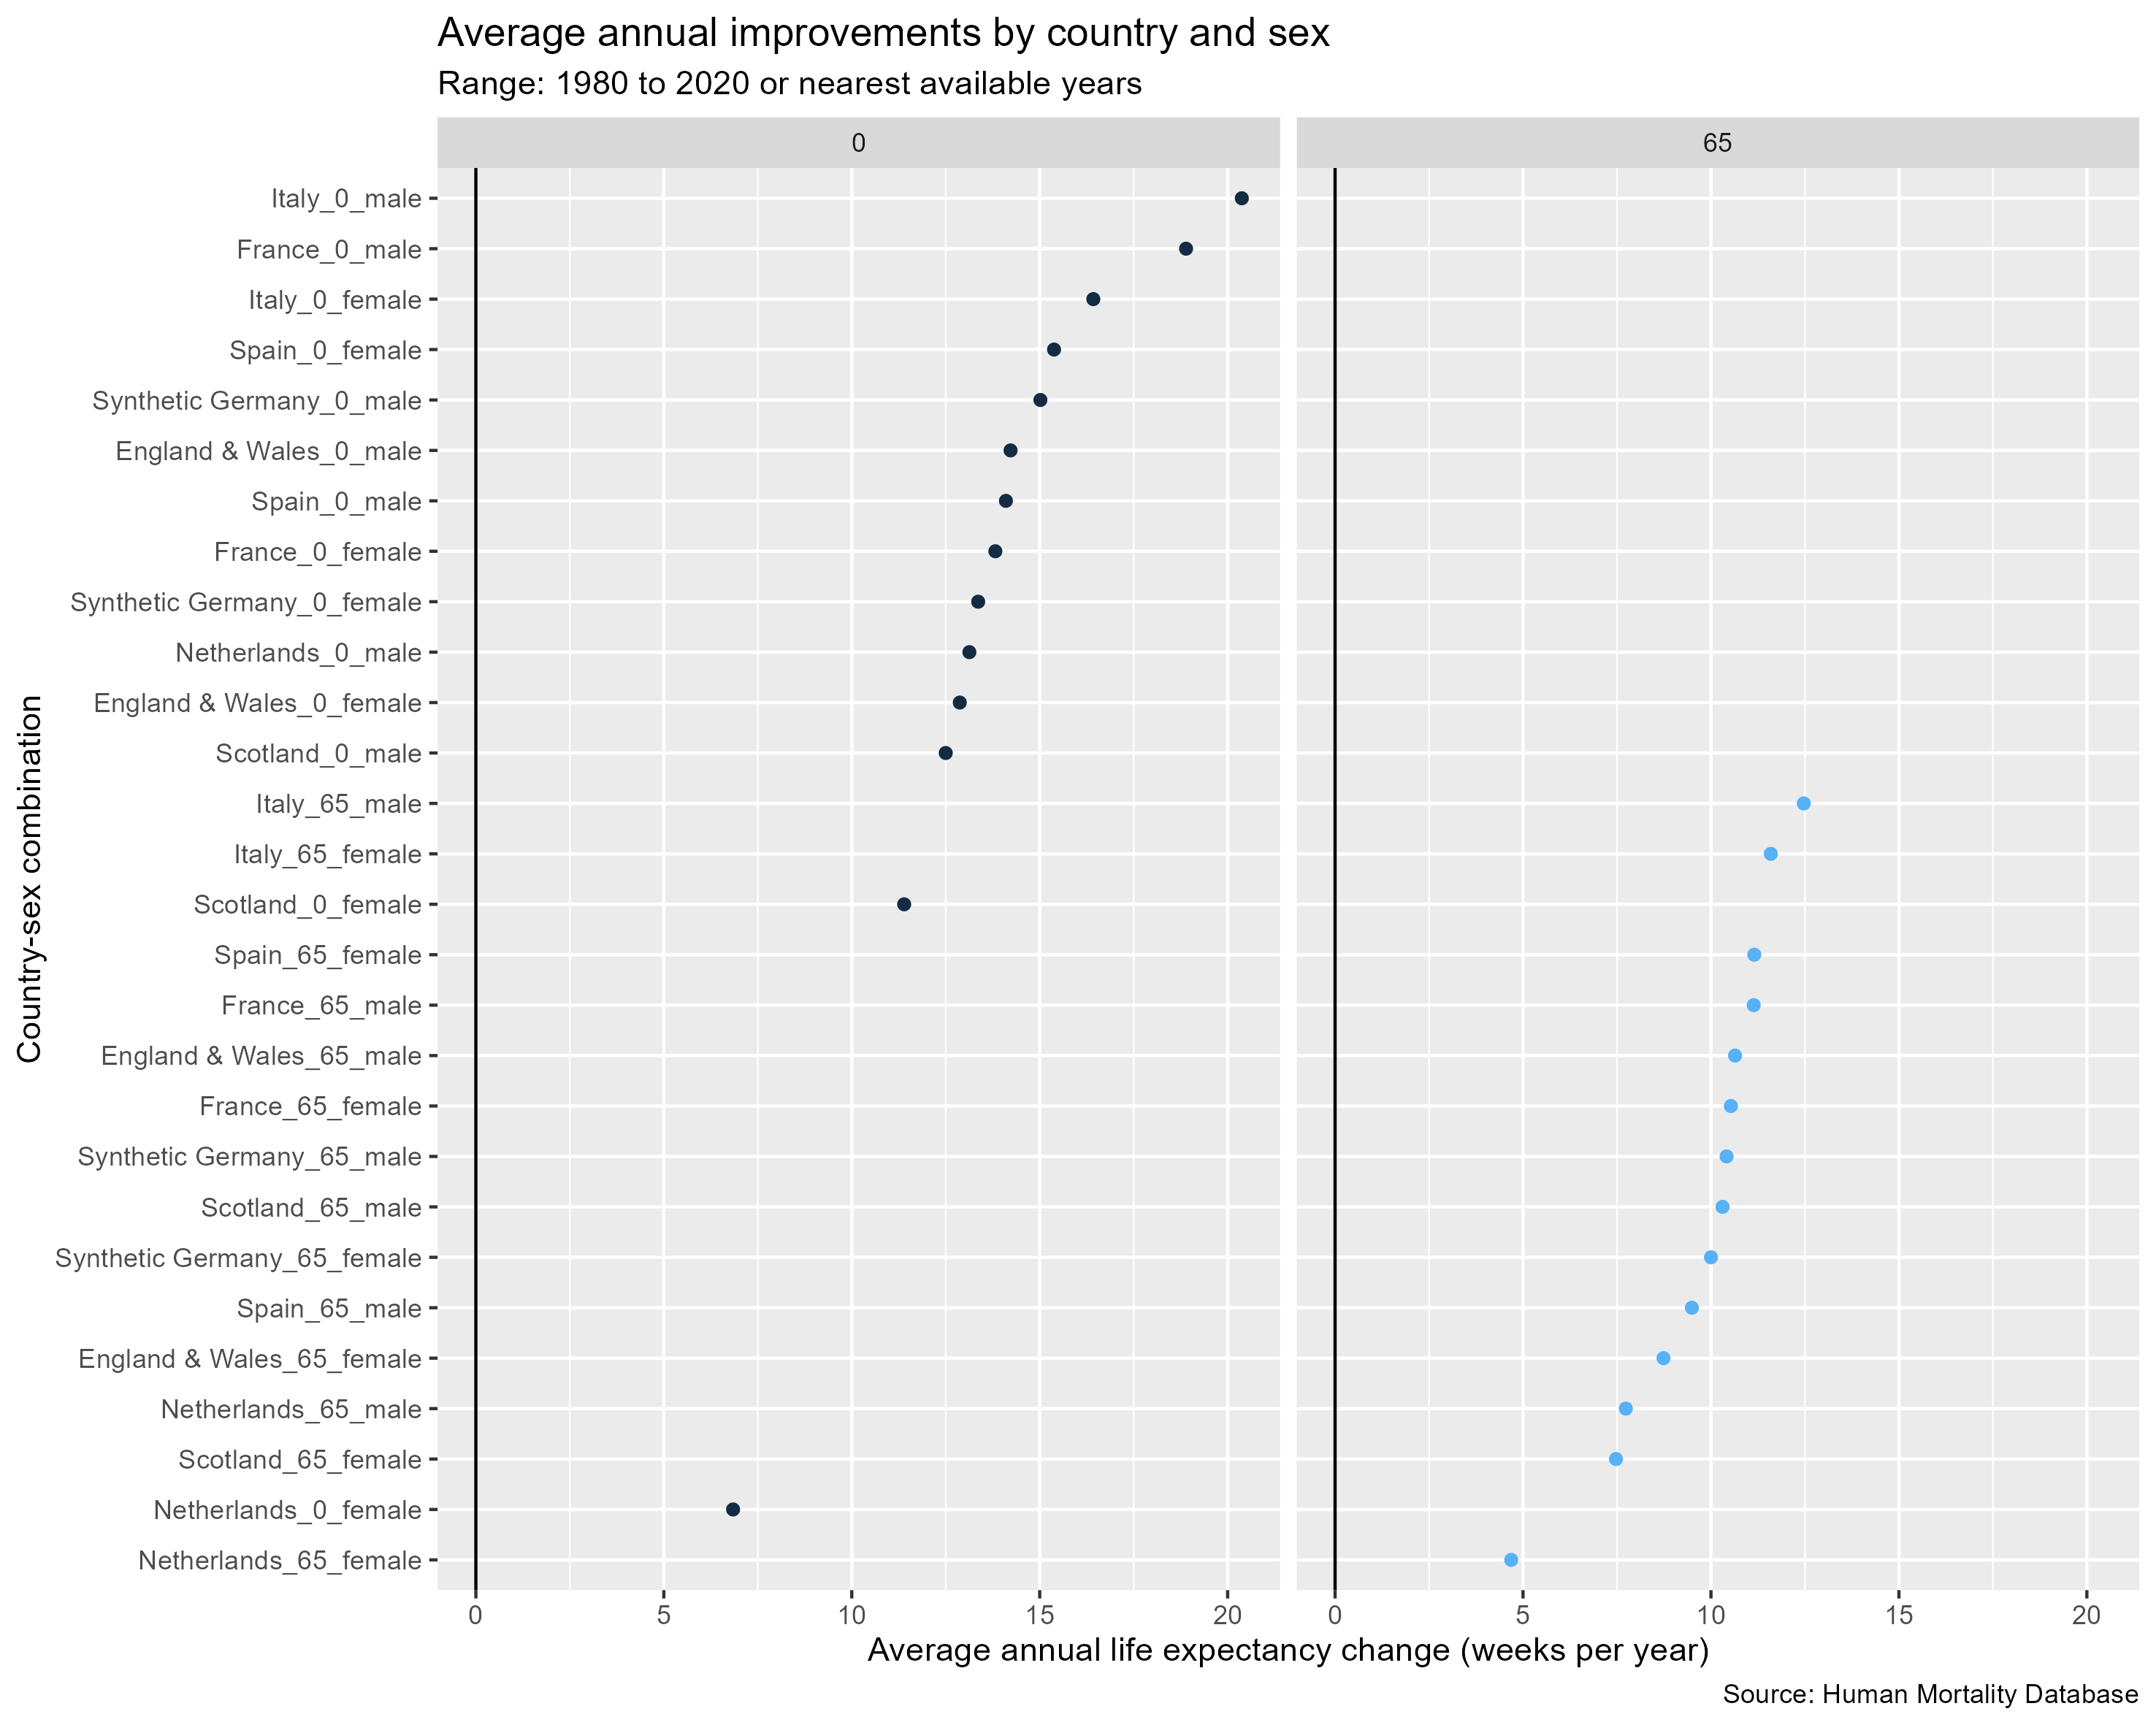 Average annual improvements by country and sex
Range: 1980 to 2020 or nearest available years
0
65
Country-sex combination
Italy_0_male
France_0_male
Italy_0_female
Spain_0_female
Synthetic Germany_0_male
England & Wales_0_male
Spain_0_male
France_0_female
Synthetic Germany_0_female
Netherlands_0_male
England & Wales_0_female
Scotland_0_male
Italy_65_male
Italy_65_female
Scotland_0_female
Spain_65_female
France_65_male
England & Wales_65_male
France_65_female
Synthetic Germany_65_male
Scotland_65_male
Synthetic Germany_65_female
Spain_65_male
England & Wales_65_female
Netherlands_65_male
Scotland_65_female
Netherlands_0_female
Netherlands_65_female
0 5 10 15 20
0 5 10 15 20
Average annual life expectancy change (weeks per year)
Source: Human Mortality Database